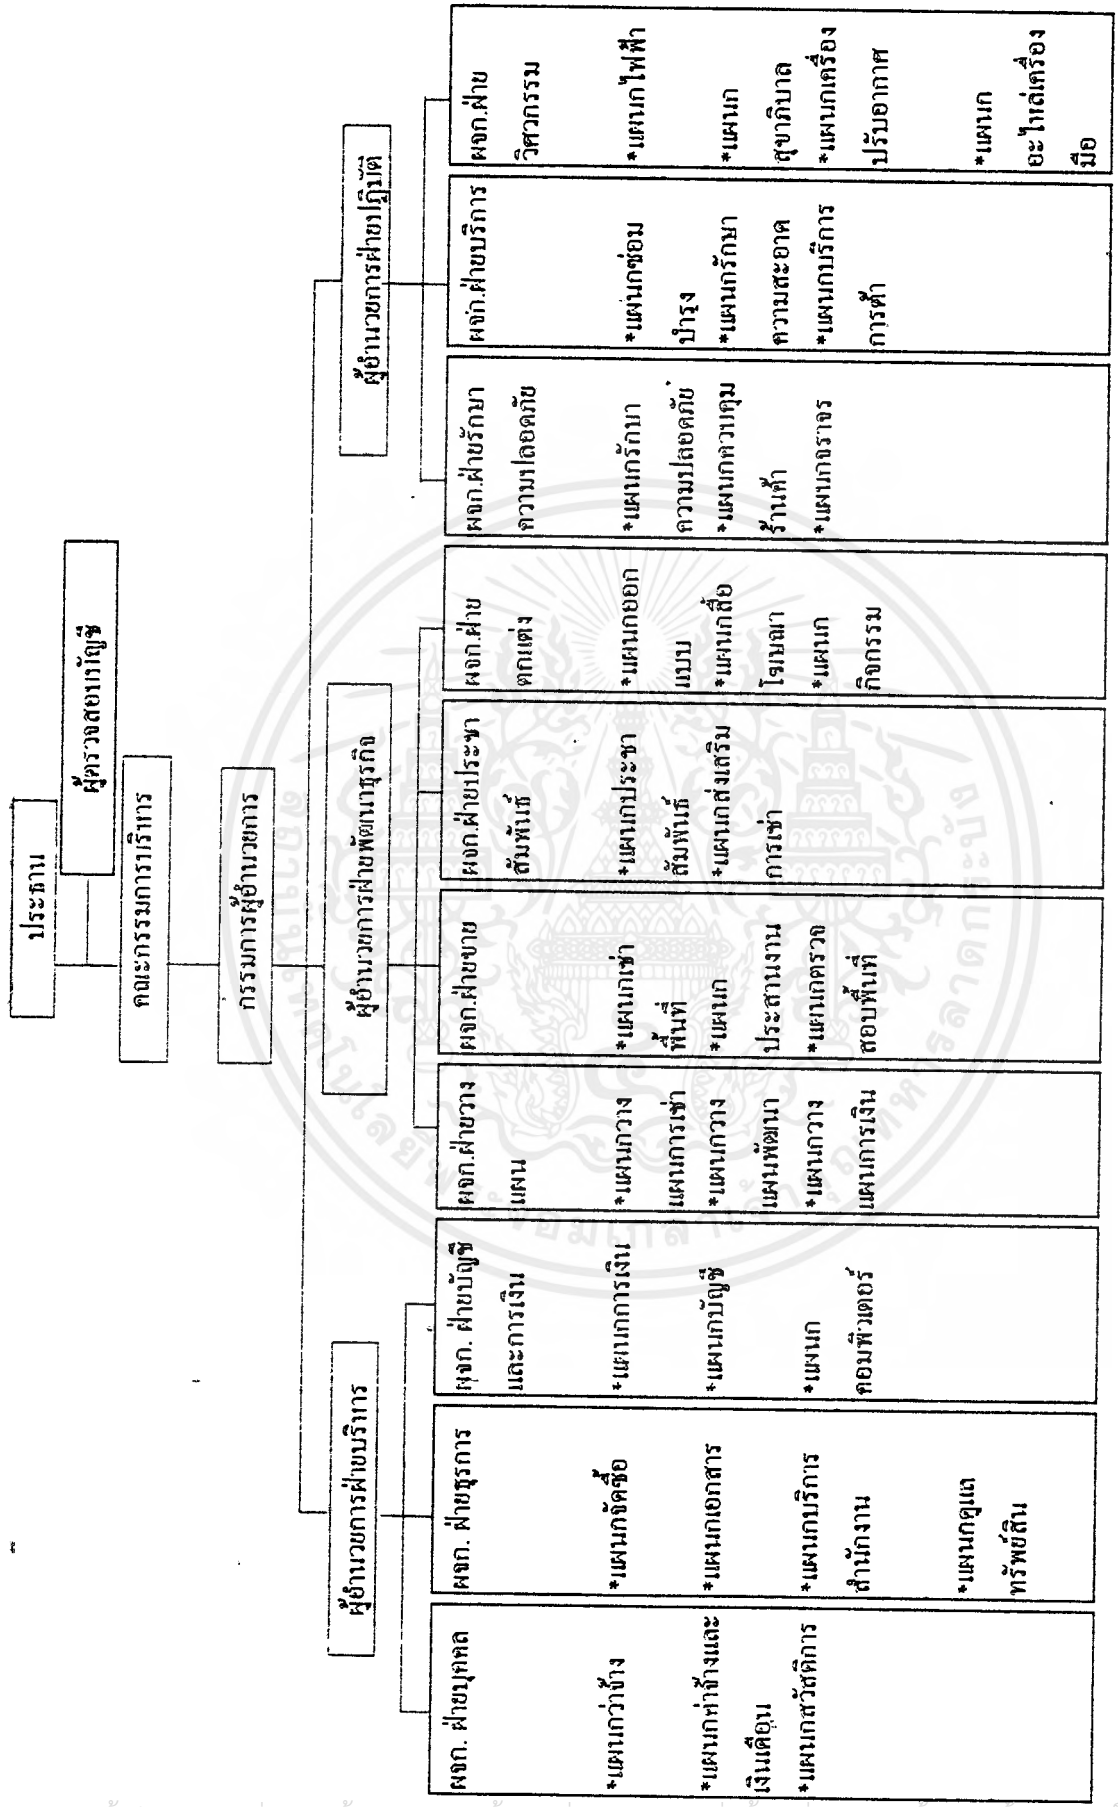 ประธาน
ผู้ตรวจสอบบัญชี
คณะกรรมการบริหาร
กรรมการผู้อำนวยการ
ผู้อำนวยการฝ่ายบริหาร
ผู้อำนวยการฝ่ายพัฒนาธุรกิจ
ผู้อำนวยการฝ่ายปฏิบัติ
ผจก. ฝ่ายบุคคล
*แผนกว่าจ้าง
*แผนกค่าจ้างและ
เงินเดือน
*แผนกสวัสดิการ
ผจก. ฝ่ายธุรการ
*แผนกจัดซื้อ
*แผนกเอกสาร
*แผนกบริการ
สำนักงาน
*แผนกดูแล
ทรัพย์สิน
ผจก. ฝ่ายบัญชี
และการเงิน
*แผนกการเงิน
*แผนกบัญชี
*แผนก
คอมพิวเตอร์
ผจก.ฝ่ายวาง
แผน
*แผนกวาง
แผนการเช่า
*แผนกวาง
แผนพัฒนา
*แผนกวาง
แผนการเงิน
ผจก.ฝ่ายขาย
*แผนกเช่า
พื้นที่
*แผนก
ประสานงาน
*แผนกตรวจ
สอบพื้นที่
ผจก.ฝ่ายประชา
สัมพันธ์
*แผนกประชา
สัมพันธ์
*แผนกส่งเสริม
การเช่า
ผจก.ฝ่าย
ตกแต่ง
*แผนกออก
แบบ
*แผนกสื่อ
โฆษณา
*แผนก
กิจกรรม
ผจก.ฝ่ายรักษา
ความปลอดภัย
*แผนกรักษา
ความปลอดภัย
*แผนกควบคุม
ร้านค้า
*แผนกจราจร
ผจก.ฝ่ายบริการ
*แผนกซ่อม
บำรุง
*แผนกรักษา
ความสะอาด
*แผนกบริการ
การค้า
ผจก.ฝ่าย
วิศวกรรม
*แผนกไฟฟ้า
*แผนก
สุขาภิบาล
*แผนกเครื่อง
ปรับอากาศ
*แผนก
อะไหล่เครื่อง
มือ